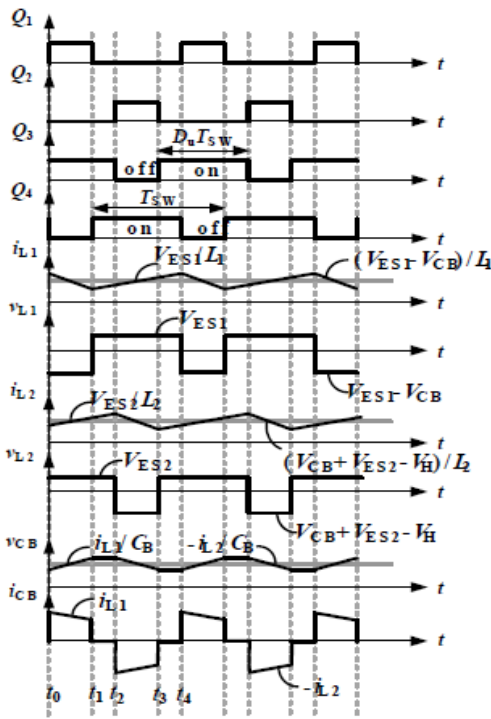 Q1
t
Q2
t
Q3
DuTSW
off on
t
Q4
TSW
on off
t
iL1
VES1/L1 (VES1-VCB)/L1
t
vL1
VES1
t
VES1-VCB
iL2
VES2/L2
t
vL2
VES2 (VCB+VES2-VH)/L2
t
VCB+VES2-VH
vCB
iL1/CB -iL2/CB
t
iCB
iL1
t
t0 t1 t2 t3 t4 -iL2